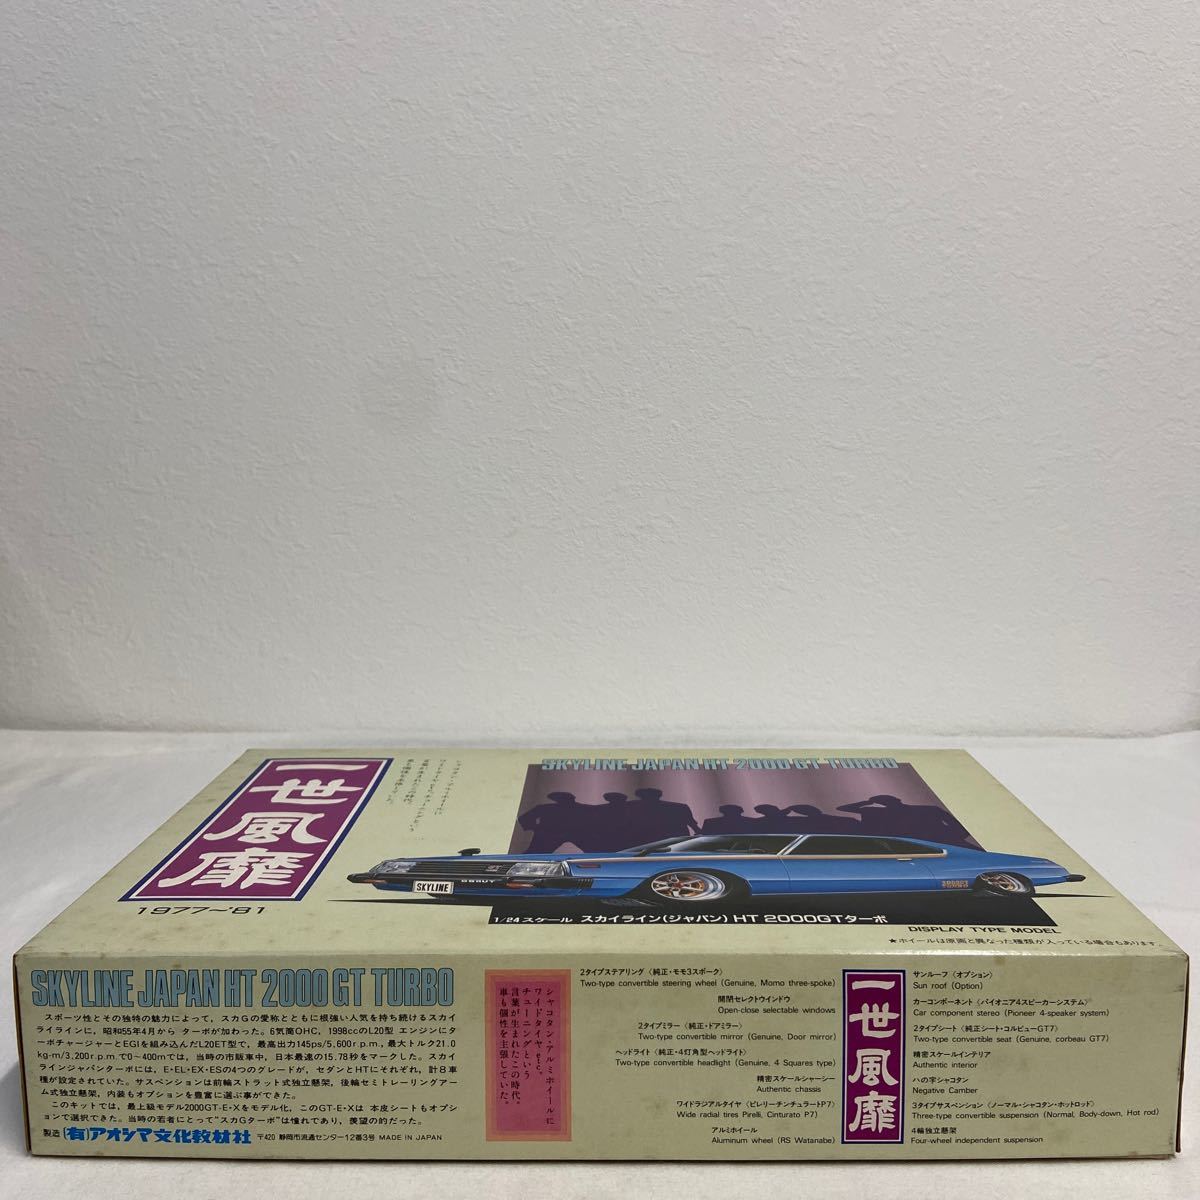 一世風靡
1977〜'81
SKYLINE JAPAN HT 2000 GT TURBO
SKYLINE
2000GT
TURBO
1/24スケール スカイライン(ジャパン)HT 2000GTターボ
DISPLAY TYPE MODEL
★ホイールは原画と異なった種類が入っている場合もあります。
SKYLINE JAPAN HT 2000 GT TURBO
スポーツ性とその独特の魅力によって、スカGの愛称とともに根強い人気を持ち続けるスカイ
ライラインに、昭和55年4月から ターボが加わった。6気筒OHC, 1998ccのL20型 エンジンにタ
ーボチャージャーとEGIを組み込んだL20ET型で、最高出力145ps/5,600r.p.m, 最大トルク21.0
kg-m/3,200r.p.mで0〜400mでは、当時の市販車中、日本最速の15.78秒をマークした。スカイ
ラインジャパンターボには、E・EL・EX・ESの4つのグレードが、セダンとHTにそれぞれ、計8車
種が設定されていた。サスペンションは前輪ストラット式独立懸架、後輪セミトレーリングアー
ム式独立懸架、内装もオプションを豊富に選ぶ事ができた。
このキットでは、最上級モデル2000GT-E・Xをモデル化, このGT-E・Xは 本皮シートもオプショ
ンで選択できた。当時の若者にとって"スカGターボ"は憧れであり、羨望の的だった。
製造 (有)アオシマ文化教材社 〒420 静岡市流通センター12番3号 MADE IN JAPAN
シャコタン・アルミホイールに
ワイドタイヤetc。
チューニングという
言葉が生まれたこの時代。
車も個性を主張していた。
2タイプステアリング〈純正・モモ3スポーク〉
Two-type convertible steering wheel (Genuine, Momo three-spoke)
開閉セレクトウインドウ
Open-close selectable windows
2タイプミラー〈純正・ドアミラー〉
Two-type convertible mirror (Genuine, Door mirror)
ヘッドライト〈純正・4灯角型ヘッドライト〉
Two-type convertible headlight (Genuine, 4 Squares type)
精密スケールシャーシー
Authentic chassis
ワイドラジアルタイヤ〈ピレリーチンチュラートP7〉
Wide radial tires Pirelli, Cinturato P7)
アルミホイール
Aluminum wheel (RS Watanabe)
一世風靡
サンルーフ〈オプション〉
Sun roof (Option)
カーコンポーネント〈パイオニア4スピーカーシステム〉
Car component stereo (Pioneer 4-speaker system)
2タイプシート〈純正シート・コルビューGT7〉
Two-type convertible seat (Genuine, corbeau GT7)
精密スケールインテリア
Authentic interior
ハの字シャコタン
Negative Camber
3タイプサスペンション〈ノーマル・シャコタン・ホットロッド〉
Three-type convertible suspension (Normal, Body-down, Hot rod)
4輪独立懸架
Four-wheel independent suspension